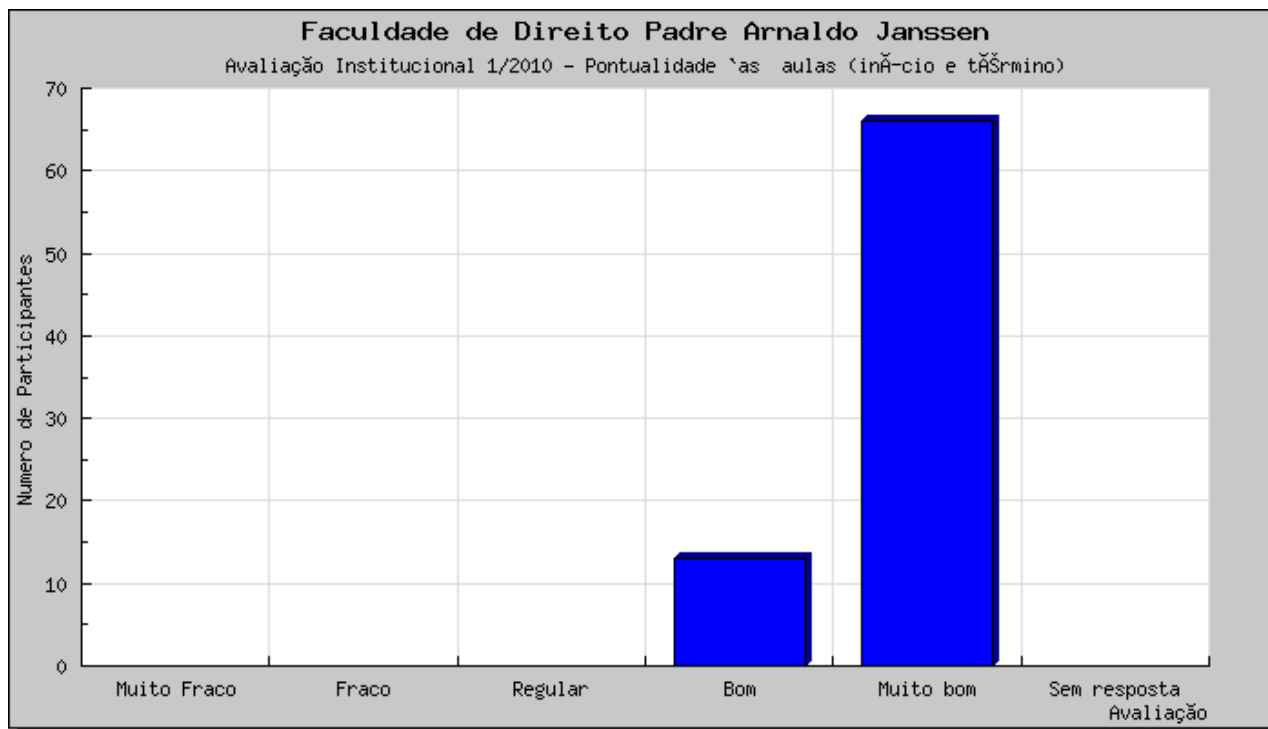 Faculdade de Direito Padre Arnaldo Janssen
Avaliação Institucional 1/2010 - Pontualidade `as  aulas (inĂ-cio e tĂŠrmino)
Numero de Participantes
70
60
50
40
30
20
10
0
Muito Fraco
Fraco
Regular
Bom
Muito bom
Sem resposta
Avaliação